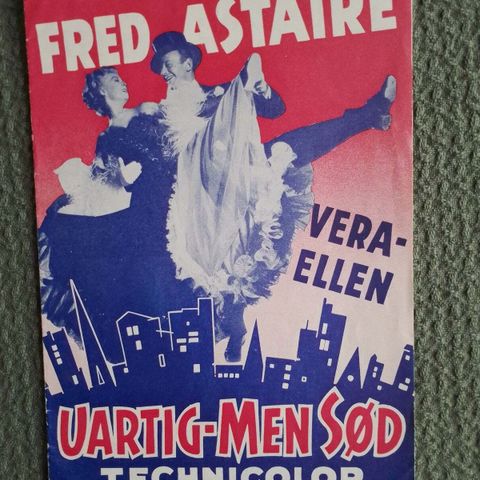 FRED ASTAIRE
VERA-
ELLEN
UARTIG-MEN SØD
TECHNICOLOR